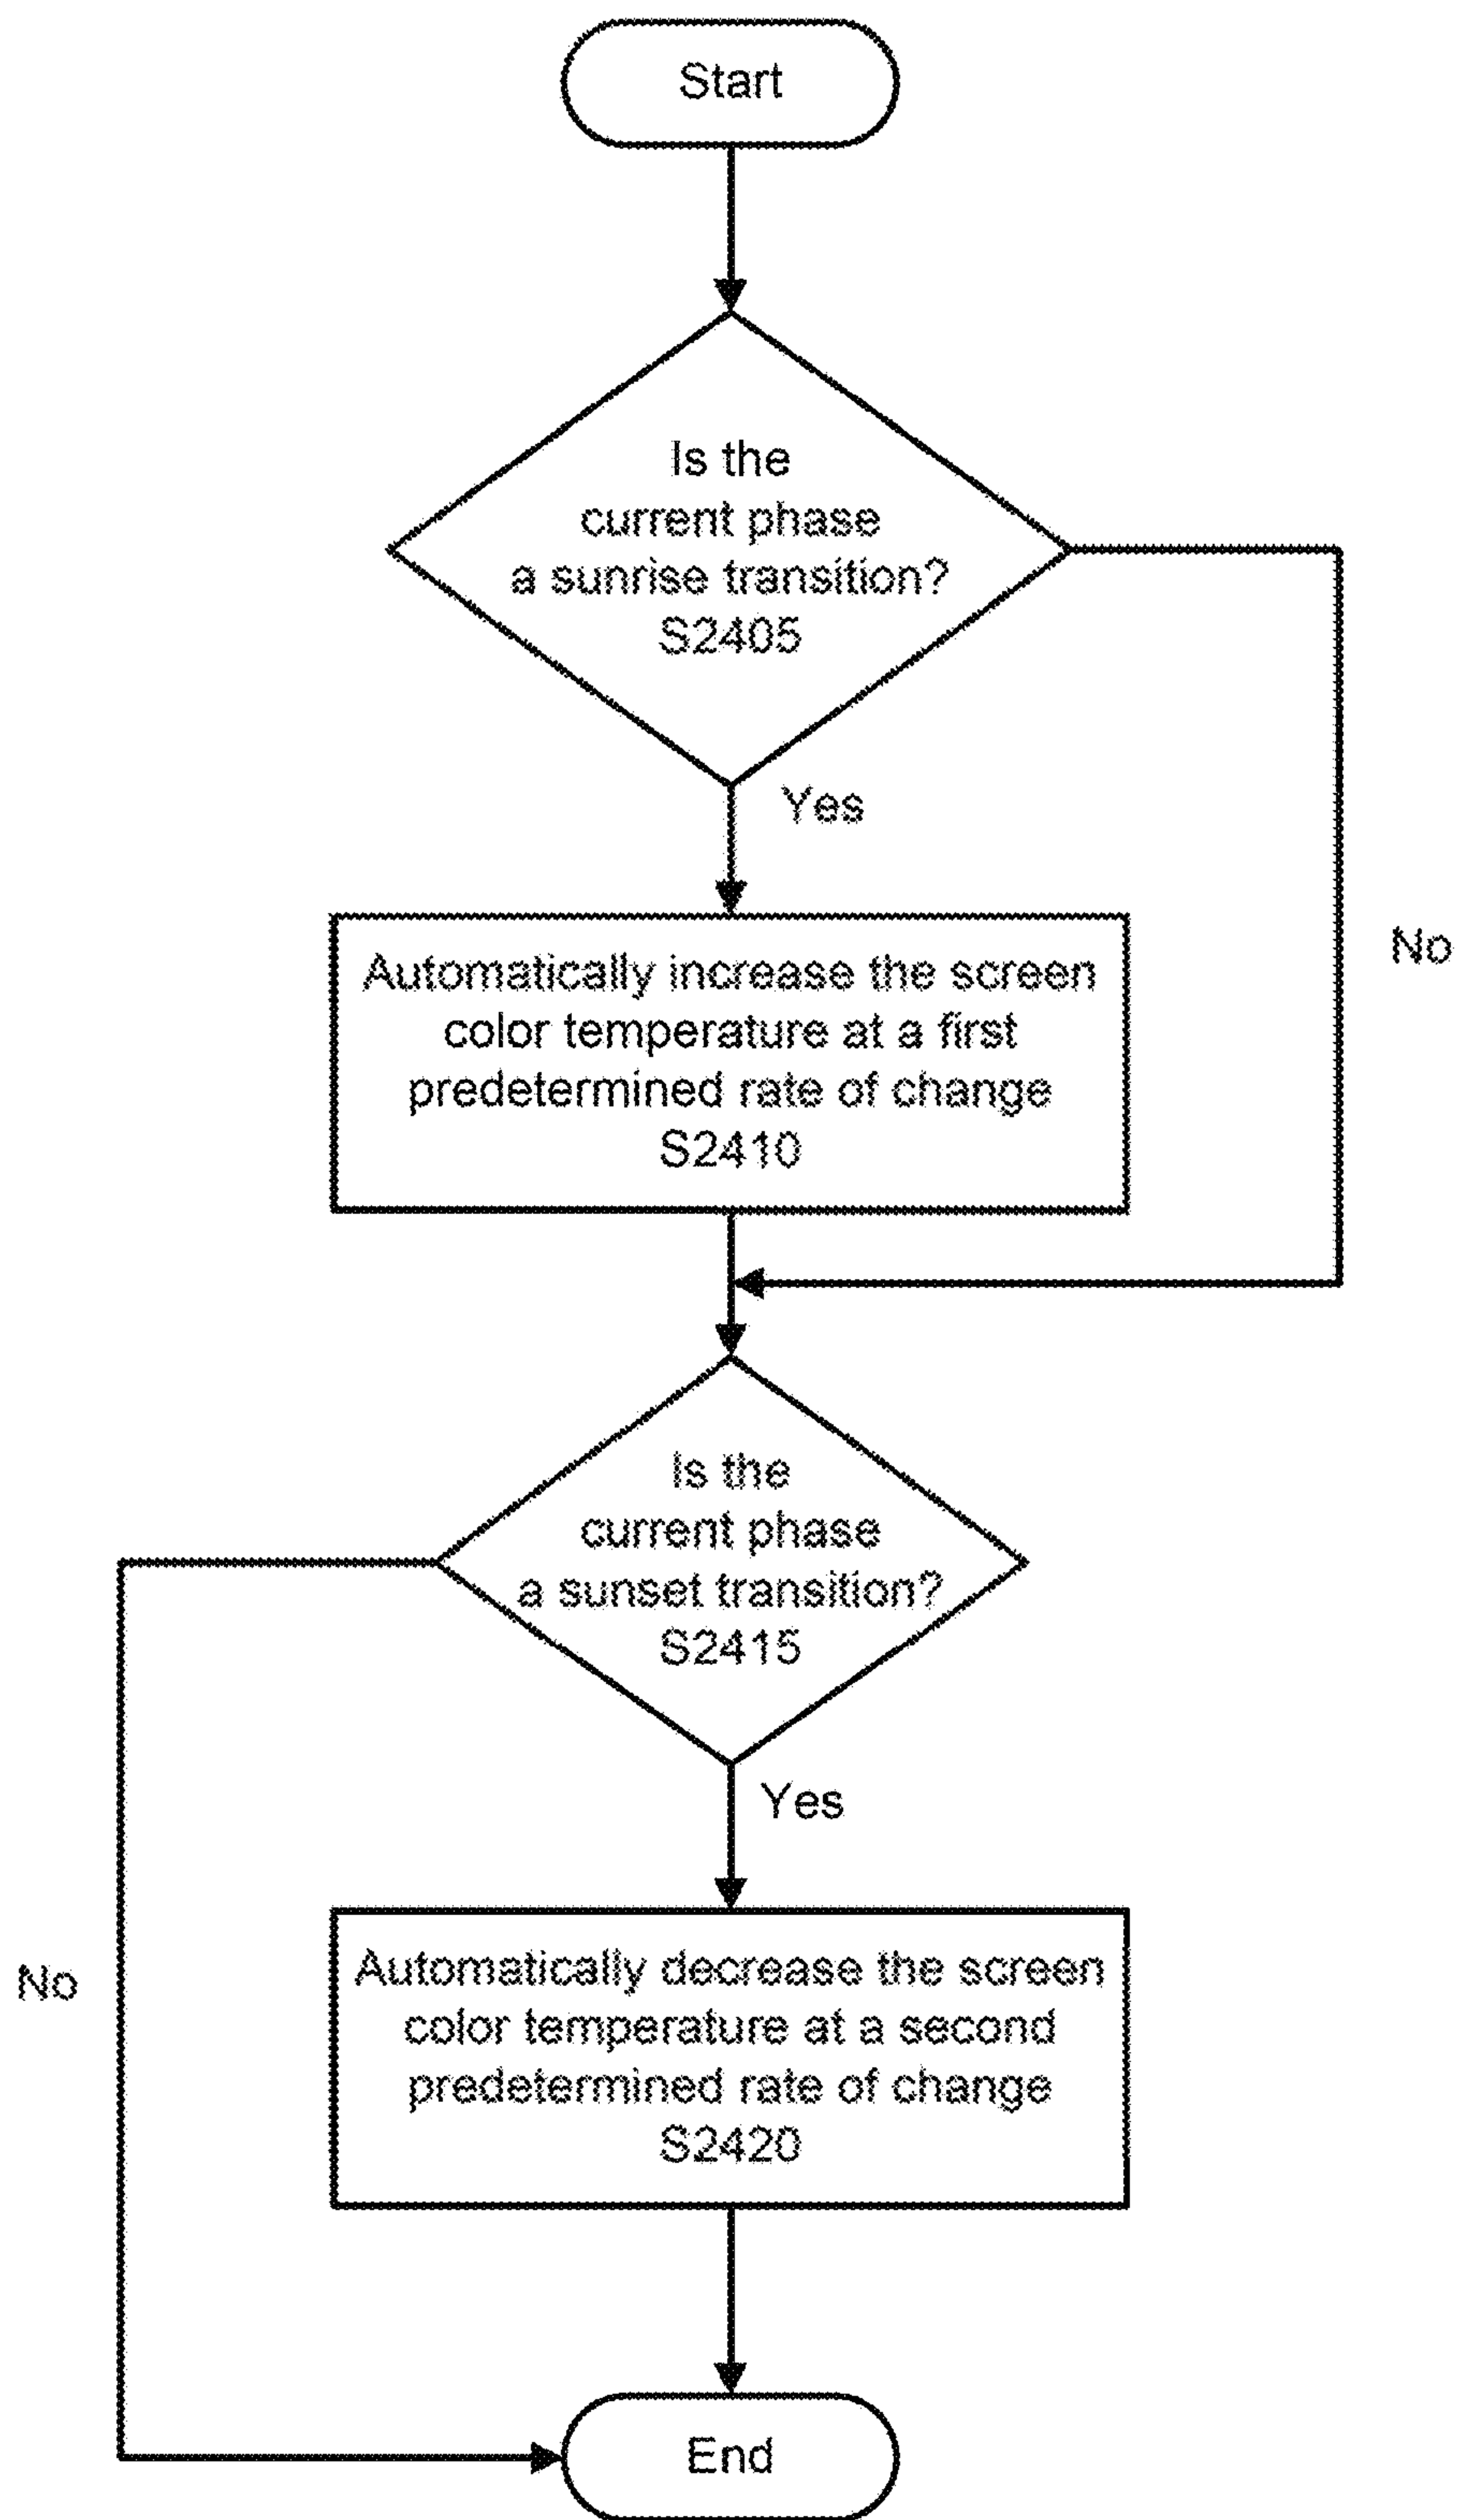 Start
Is the
current phase
a sunrise transition?
S2405
Yes
Automatically increase the screen
color temperature at a first
predetermined rate of change
S2410
No
Is the
current phase
a sunset transition?
S2415
Yes
Automatically decrease the screen
color temperature at a second
predetermined rate of change
S2420
No
End